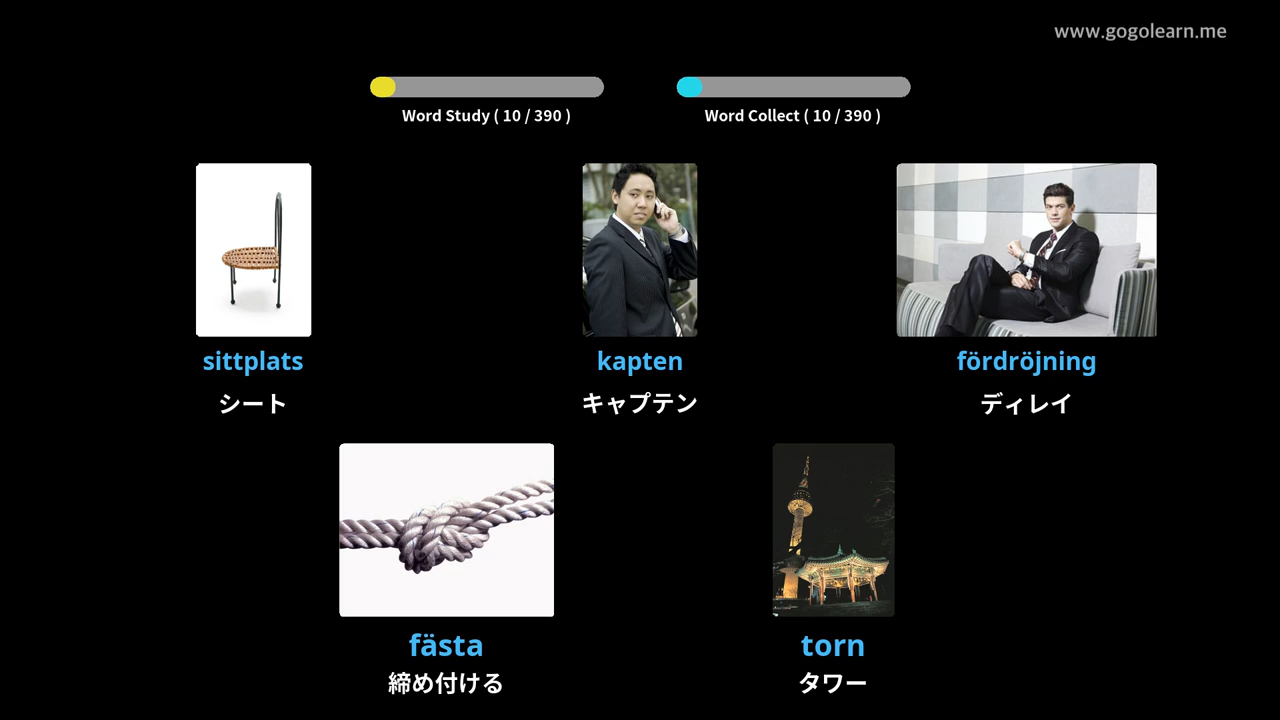 www.gogolearn.me
Word Study ( 10 / 390 )
Word Collect ( 10 / 390 )
sittplats
シート
kapten
キャプテン
fördröjning
ディレイ
fästa
締め付ける
torn
タワー